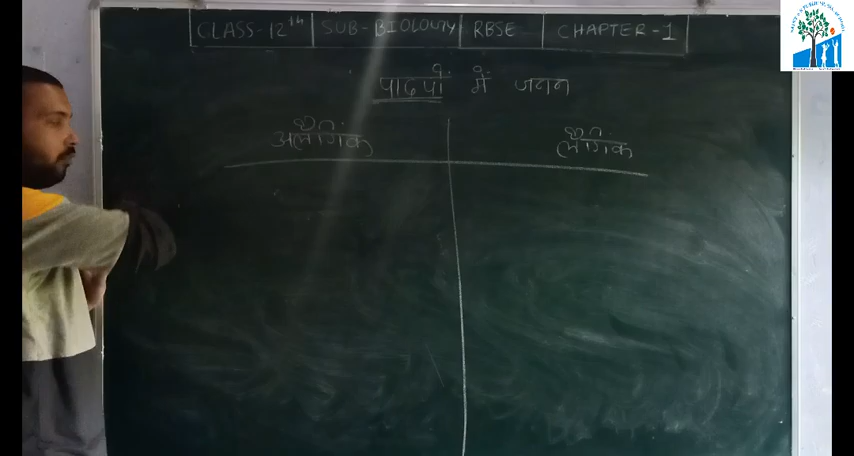 CLASS-12th SUB-BIOLOGY RBSE CHAPTER-1
पादपों में जनन
अलैंगिक लैंगिक